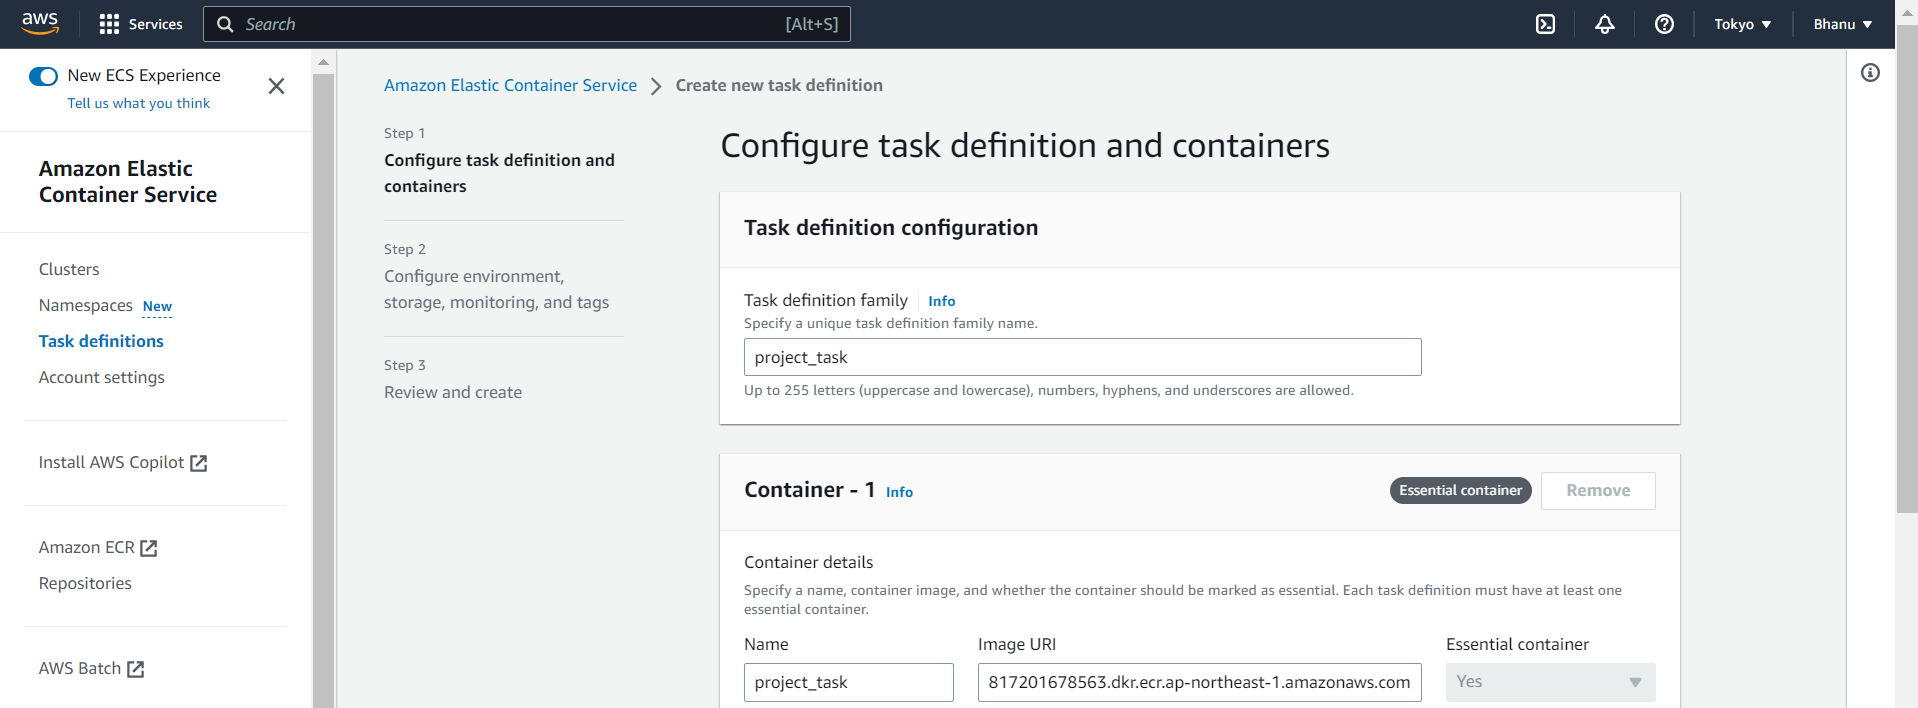 aws
Services
Search
[Alt+S]
Tokyo
Bhanu
New ECS Experience
Tell us what you think
Amazon Elastic
Container Service
Clusters
Namespaces New
Task definitions
Account settings
Install AWS Copilot
Amazon ECR
Repositories
AWS Batch
Amazon Elastic Container Service
Create new task definition
Step 1
Configure task definition and
containers
Step 2
Configure environment,
storage, monitoring, and tags
Step 3
Review and create
Configure task definition and containers
Task definition configuration
Task definition family Info
Specify a unique task definition family name.
project_task
Up to 255 letters (uppercase and lowercase), numbers, hyphens, and underscores are allowed.
Container - 1 Info
Essential container
Remove
Container details
Specify a name, container image, and whether the container should be marked as essential. Each task definition must have at least one
essential container.
Name
Image URI
Essential container
project_task
817201678563.dkr.ecr.ap-northeast-1.amazonaws.com
Yes